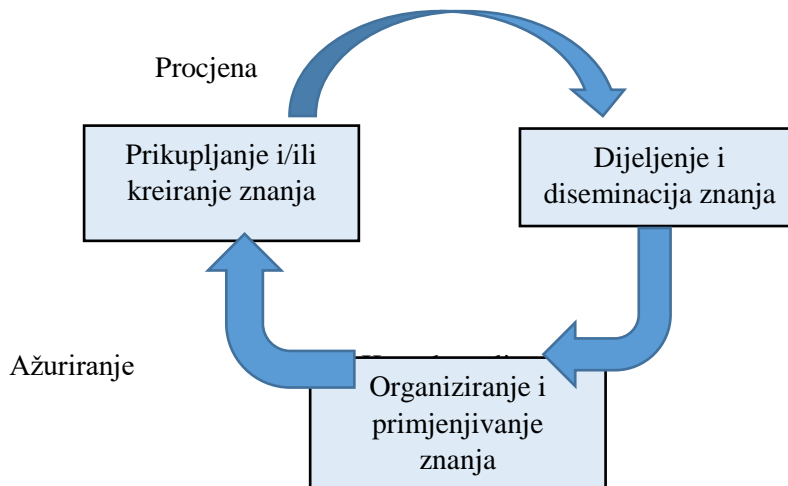 Procjena
Prikupljanje i/ili
kreiranje znanja
Dijeljenje i
diseminacija znanja
Ažuriranje
Organiziranje i
primjenjivanje
znanja